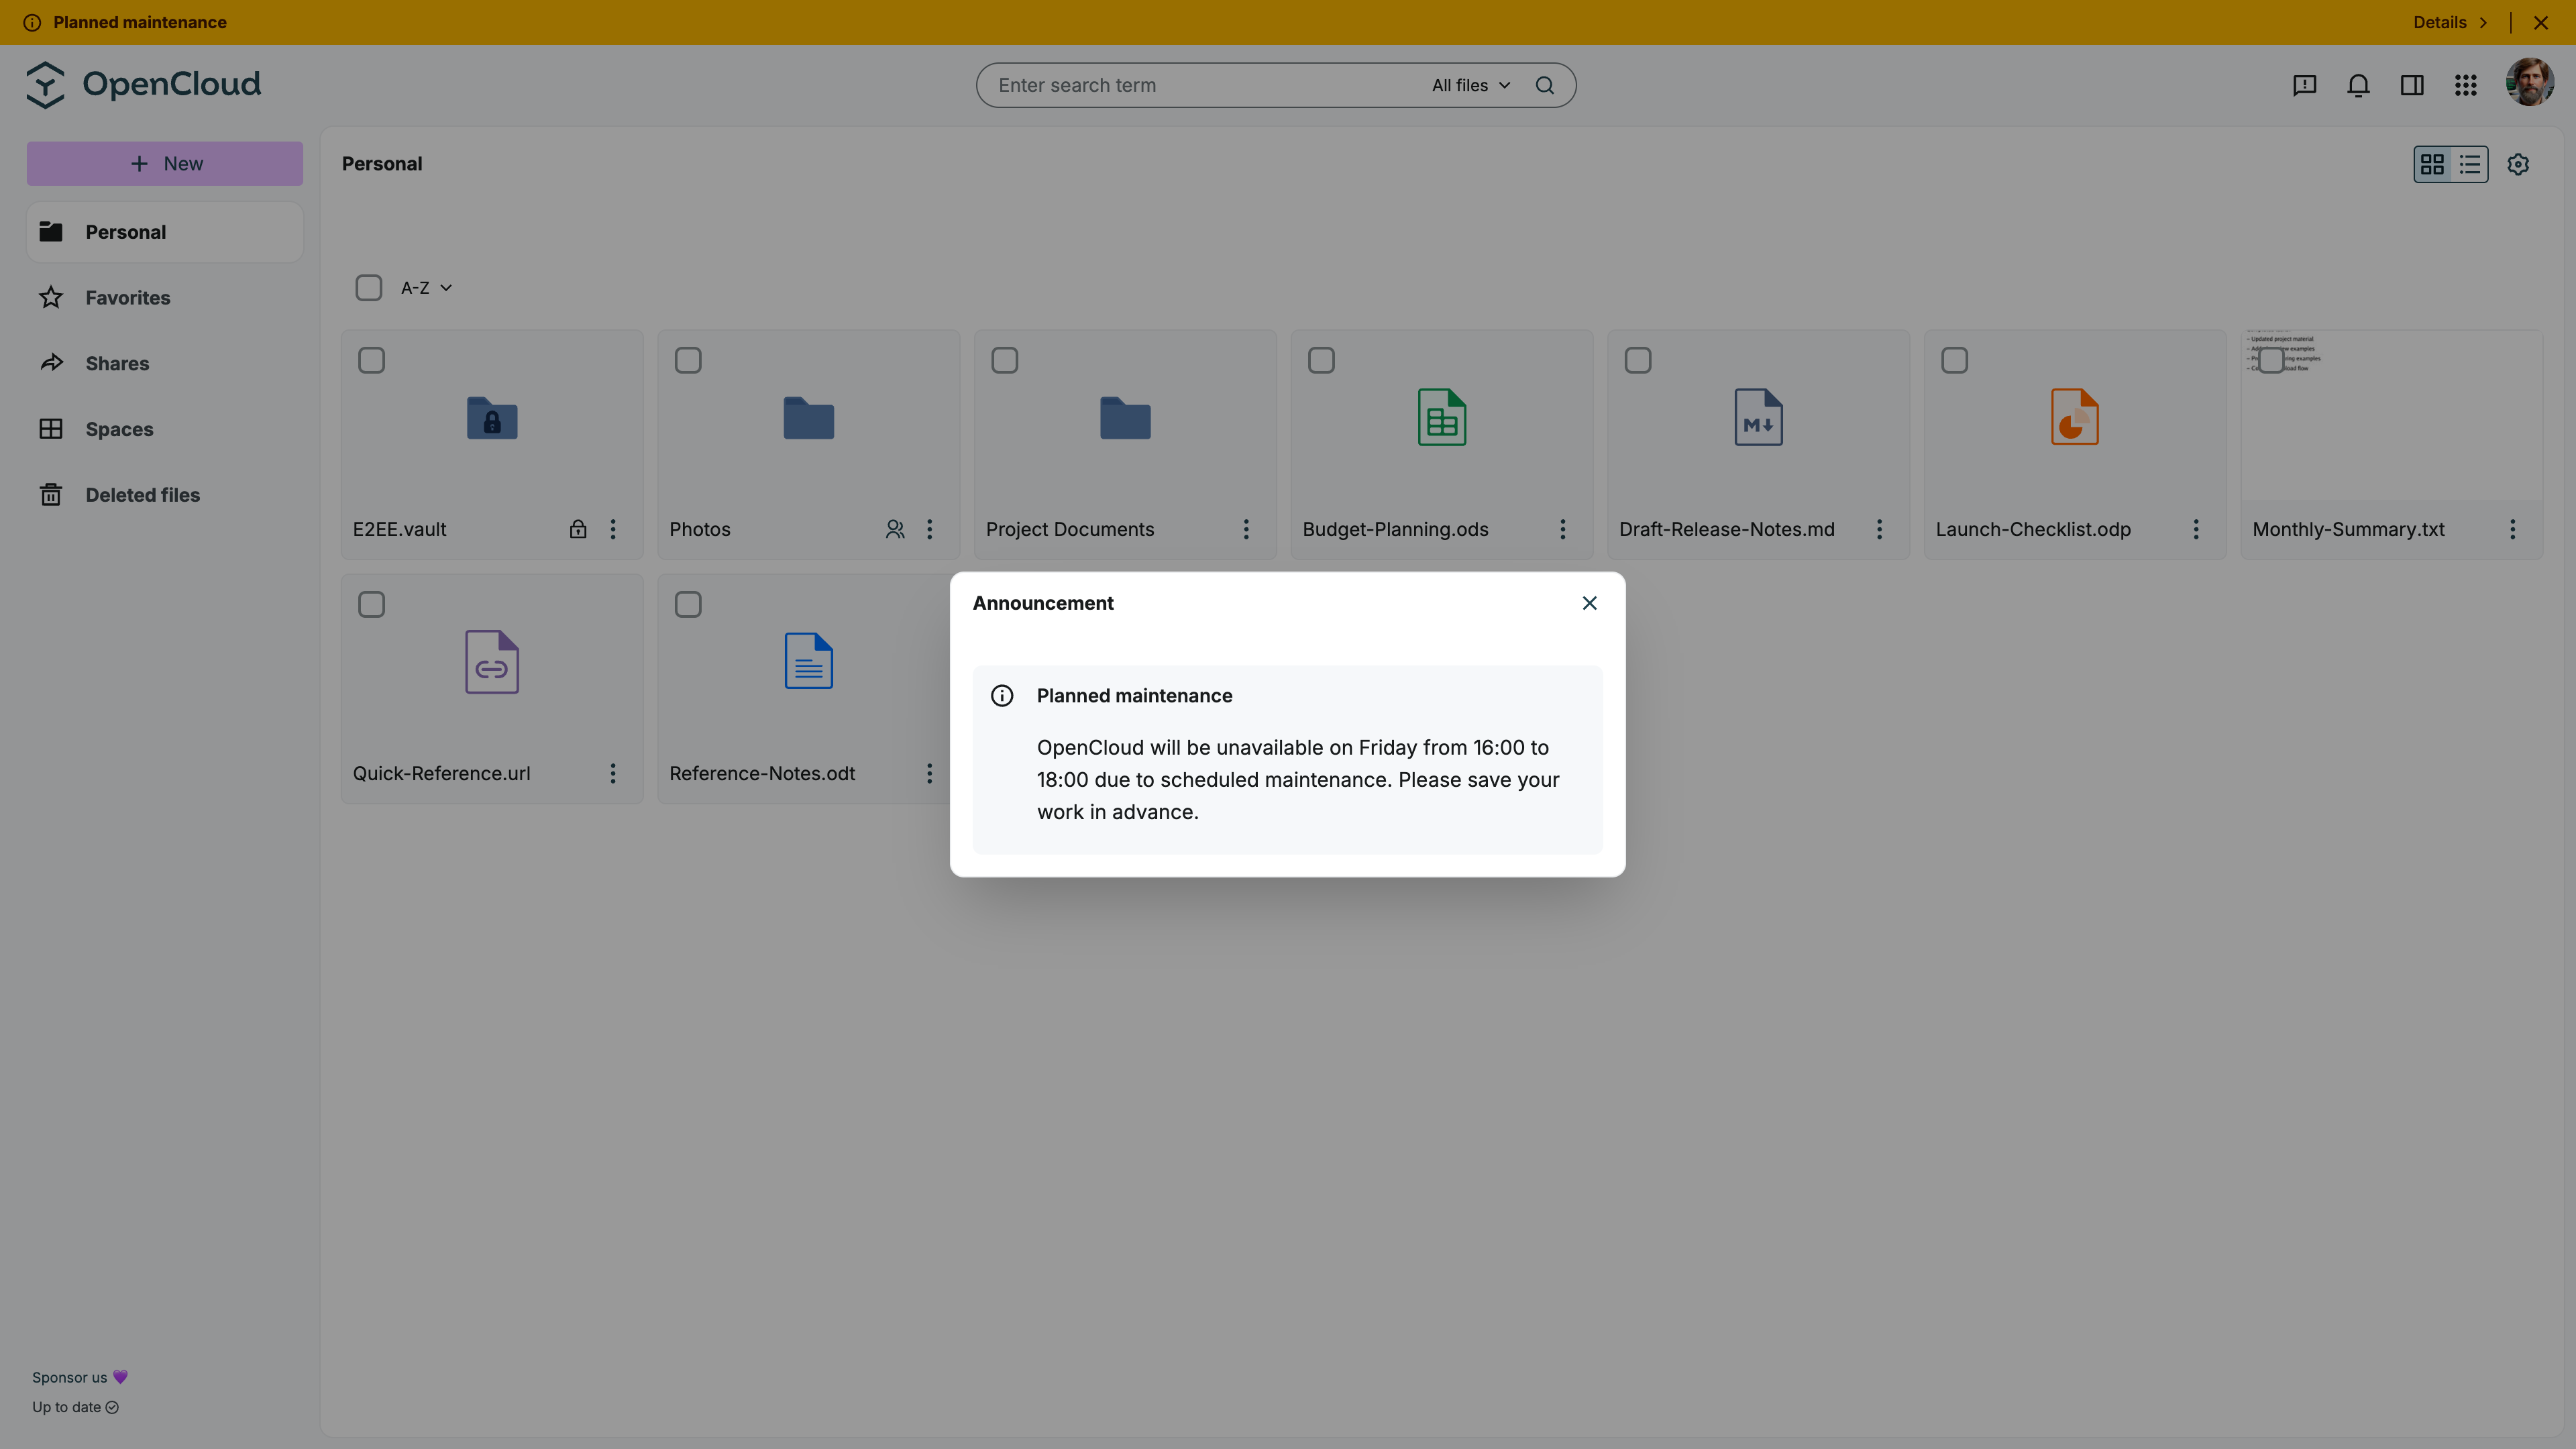 Planned maintenance
Details
OpenCloud
Enter search term
All files
New
Personal
Favorites
Shares
Spaces
Deleted files
Personal
A-Z
E2EE.vault
Photos
Project Documents
Budget-Planning.ods
Draft-Release-Notes.md
Launch-Checklist.odp
– Updated project material
Monthly-Summary.txt
Quick-Reference.url
Reference-Notes.odt
Announcement
Planned maintenance
OpenCloud will be unavailable on Friday from 16:00 to
18:00 due to scheduled maintenance. Please save your
work in advance.
Sponsor us 💜
Up to date